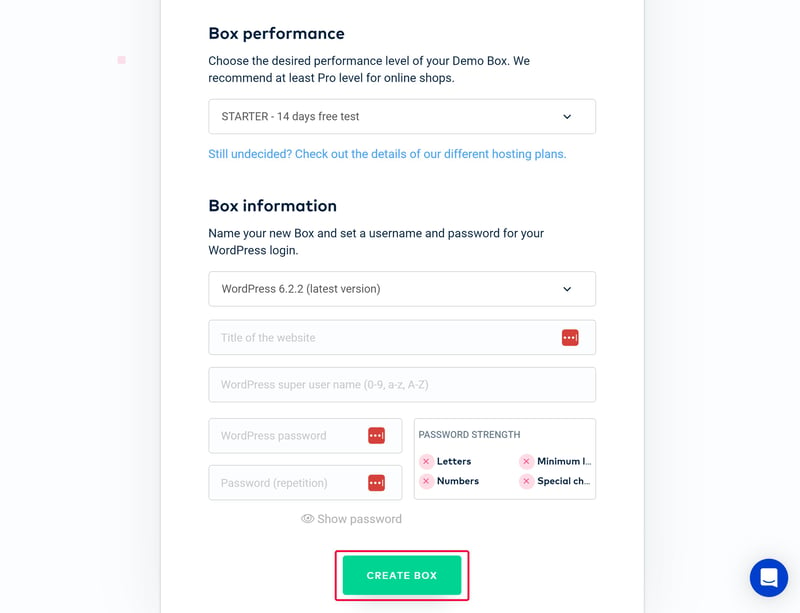 Box performance
Choose the desired performance level of your Demo Box. We
recommend at least Pro level for online shops.
STARTER - 14 days free test
Still undecided? Check out the details of our different hosting plans.
Box information
Name your new Box and set a username and password for your
WordPress login.
WordPress 6.2.2 (latest version)
Title of the website
WordPress super user name (0-9, a-z, A-Z)
WordPress password
Password (repetition)
Show password
PASSWORD STRENGTH
Letters
Minimum l...
Numbers
Special ch...
CREATE BOX